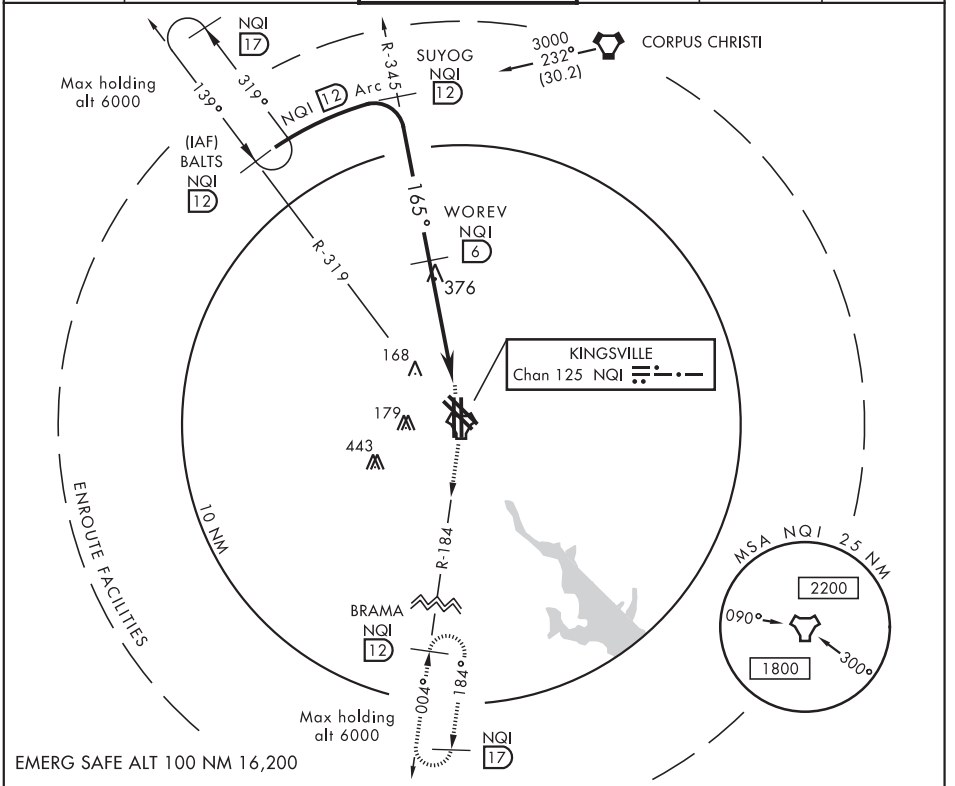 NQI
17
Max holding
alt 6000
139°
319°
NQI 12 Arc
R-345
SUYOG
NQI
12
3000
232°
(30.2)
CORPUS CHRISTI
(IAF)
BALTS
NQI
12
165°
WOREV
NQI
6
376
R-319
168
179
443
KINGSVILLE
Chan 125 NQI
10 NM
ENROUTE FACILITIES
R-184
BRAMA
NQI
12
004°
184°
Max holding
alt 6000
NQI
17
MSA NQI 25 NM
2200
090°
1800
300°
EMERG SAFE ALT 100 NM 16,200